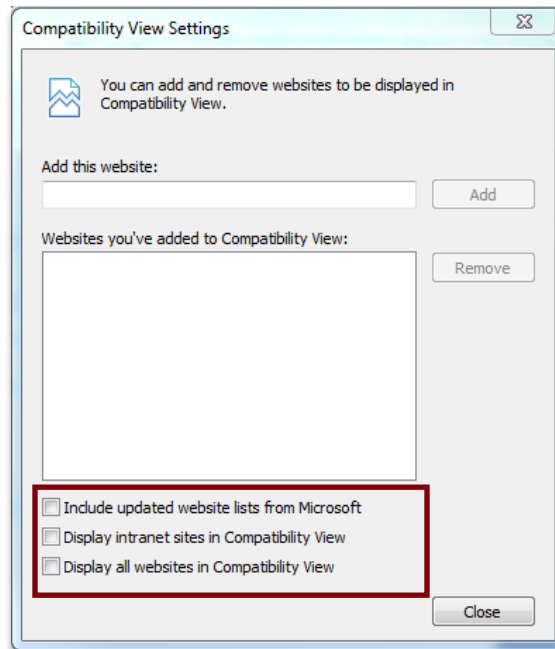 Compatibility View Settings
You can add and remove websites to be displayed in
Compatibility View.
Add this website:
Add
Websites you've added to Compatibility View:
Remove
Include updated website lists from Microsoft
Display intranet sites in Compatibility View
Display all websites in Compatibility View
Close